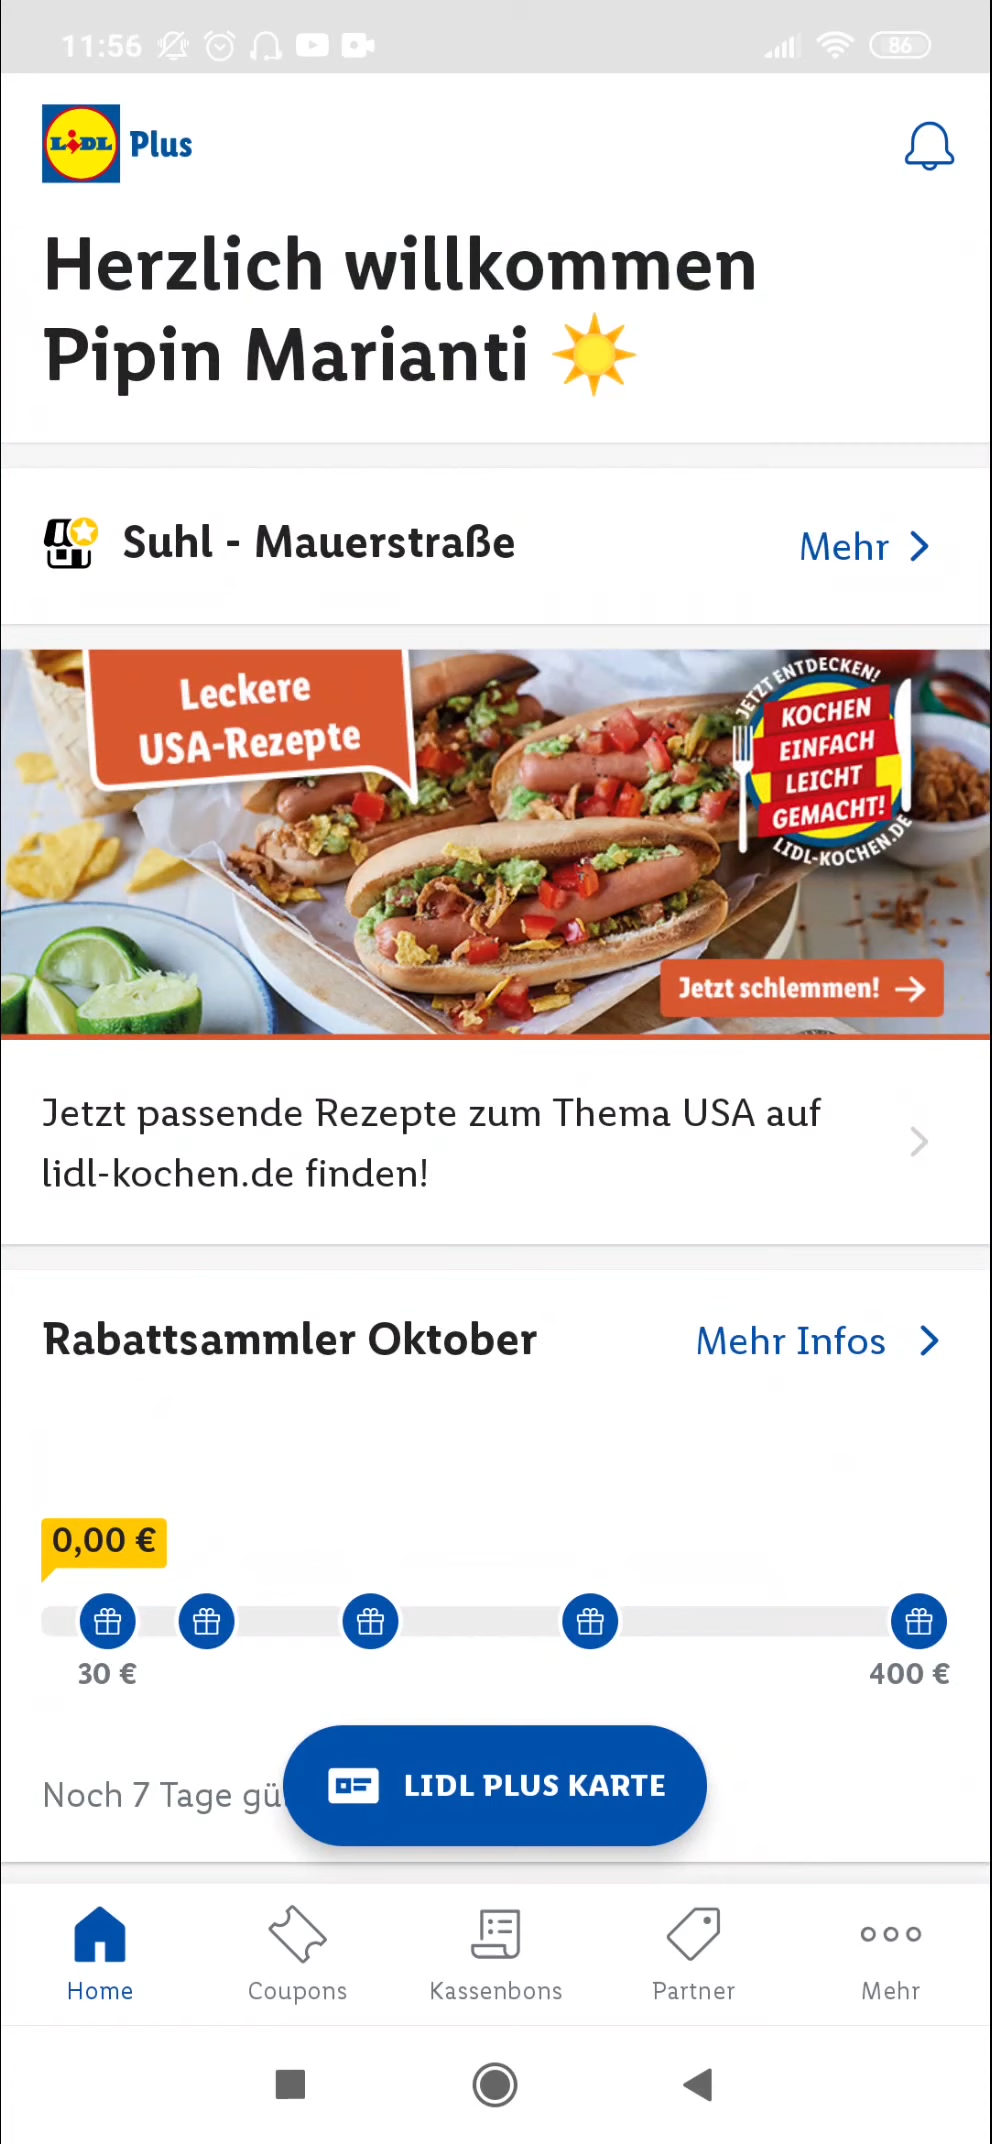 11:56
86
LIDL Plus
Herzlich willkommen
Pipin Marianti
Suhl - Mauerstraße
Mehr
Leckere
USA-Rezepte
JETZT ENTDECKEN!
KOCHEN
EINFACH
LEICHT
GEMACHT!
LIDL-KOCHEN.DE
Jetzt schlemmen!
Jetzt passende Rezepte zum Thema USA auf
lidl-kochen.de finden!
Rabattsammler Oktober
Mehr Infos
0,00 €
30 €
400 €
Noch 7 Tage
LIDL PLUS KARTE
Home
Coupons
Kassenbons
Partner
Mehr